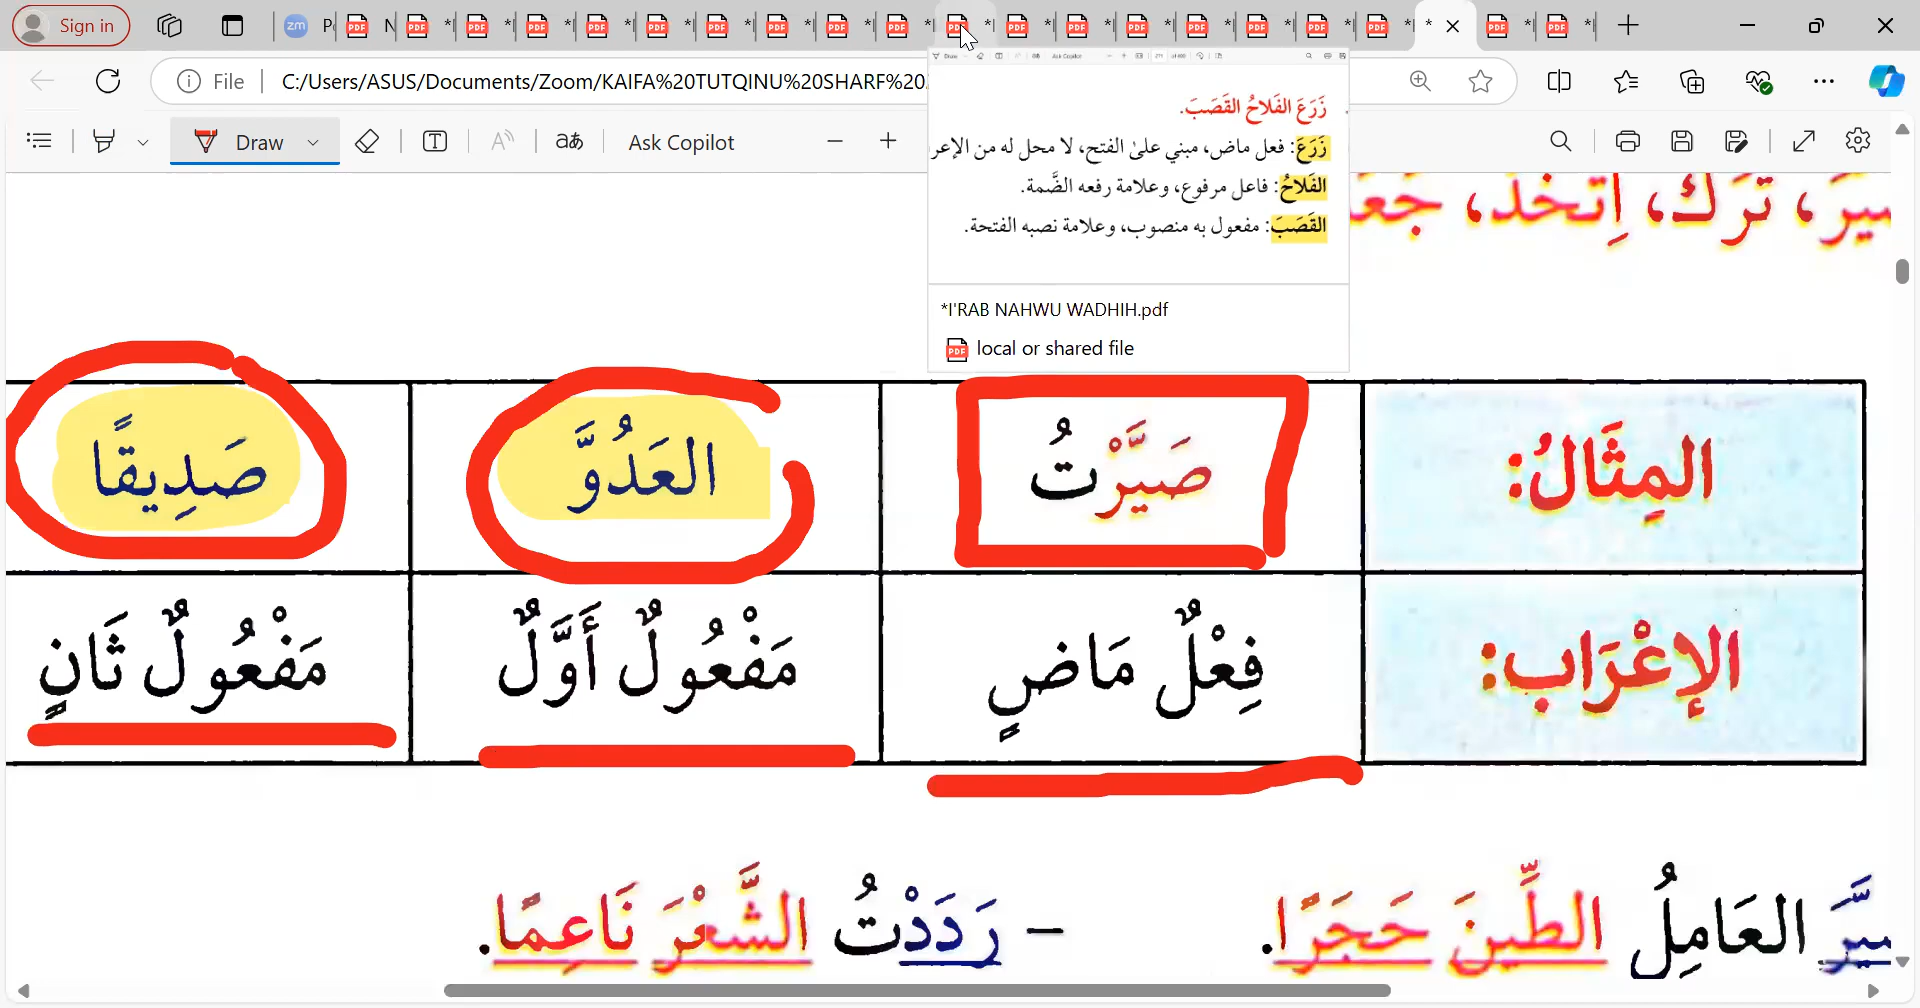 Sign in
File
C:/Users/ASUS/Documents/Zoom/KAIFA%20TUTQINU%20SHARF%20
Draw
Ask Copilot
زَرَعَ الفَلاحُ القَصَبَ.
زَرَعَ: فعل ماض، مبني على الفتح، لا محل له من الإعر
الفَلاحُ: فاعل مرفوع، وعلامة رفعه الضَّمة.
القَصَبَ: مفعول به منصوب، وعلامة نصبه الفتحة.
*I'RAB NAHWU WADHIH.pdf
local or shared file
تَرَكَ، اِتَّخَذَ،
المِثَالُ: صَيَّرْتُ العَدُوَّ صَدِيقًا
الإِعْرَاب: فِعْلٌ مَاضٍ مَفْعُولٌ أَوَّلٌ مَفْعُولٌ ثَانٍ
العَامِلُ الطِّينَ حَجَرًا. – رَدَدْتُ الشَّعْرَ نَاعِمًا.